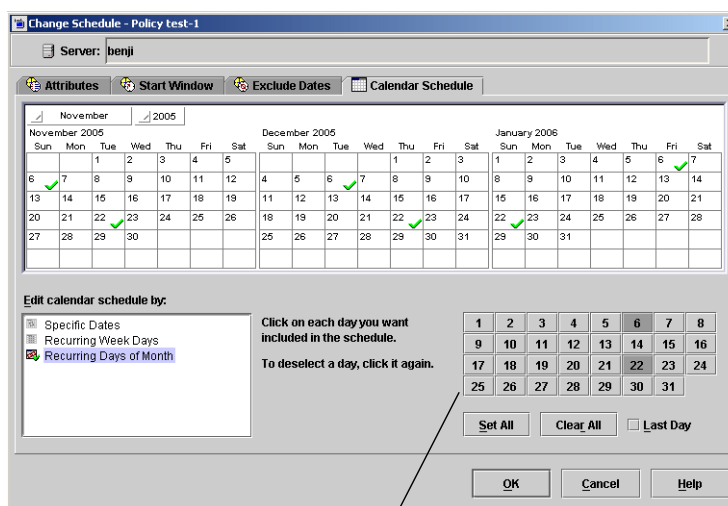 Change Schedule - Policy test-1
Server: benji
Attributes Start Window Exclude Dates Calendar Schedule
November 2005
November 2005 December 2005 January 2006
Sun Mon Tue Wed Thu Fri Sat Sun Mon Tue Wed Thu Fri Sat Sun Mon Tue Wed Thu Fri Sat
1 2 3 4 5 1 2 3 1 2 3 4 5 6 7
6 7 8 9 10 11 12 4 5 6 7 8 9 10 8 9 10 11 12 13 14
13 14 15 16 17 18 19 11 12 13 14 15 16 17 15 16 17 18 19 20 21
20 21 22 23 24 25 26 18 19 20 21 22 23 24 22 23 24 25 26 27 28
27 28 29 30 25 26 27 28 29 30 31 29 30 31
Edit calendar schedule by:
Specific Dates
Recurring Week Days
Recurring Days of Month
Click on each day you want
included in the schedule.
To deselect a day, click it again.
1 2 3 4 5 6 7 8
9 10 11 12 13 14 15 16
17 18 19 20 21 22 23 24
25 26 27 28 29 30 31
Set All Clear All Last Day
OK Cancel Help